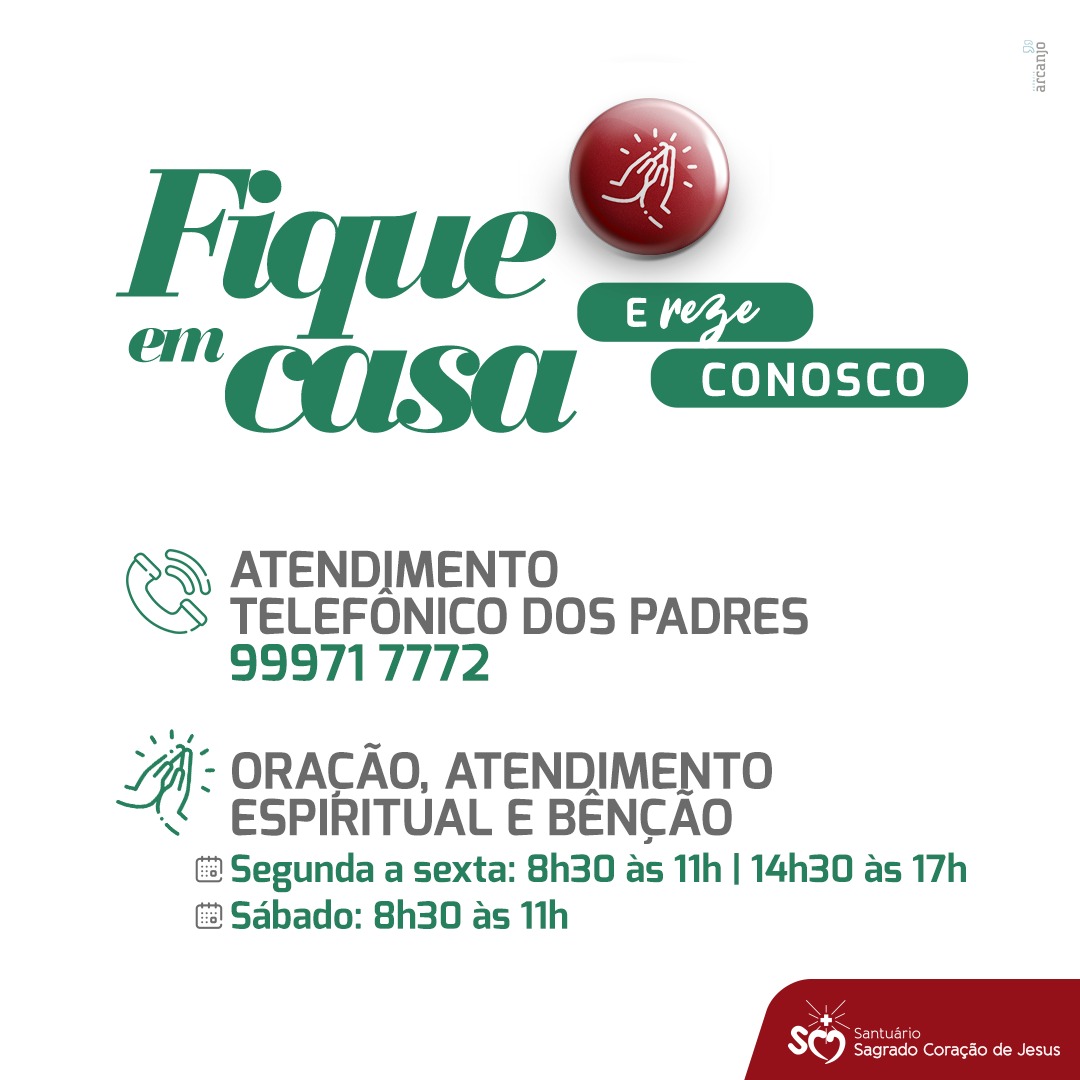 Fique
em casa
E reze
CONOSCO
ATENDIMENTO
TELEFÔNICO DOS PADRES
99971 7772
ORAÇÃO, ATENDIMENTO
ESPIRITUAL E BÊNÇÃO
Segunda a sexta: 8h30 às 11h | 14h30 às 17h
Sábado: 8h30 às 11h
Santuário
Sagrado Coração de Jesus
arcanjo